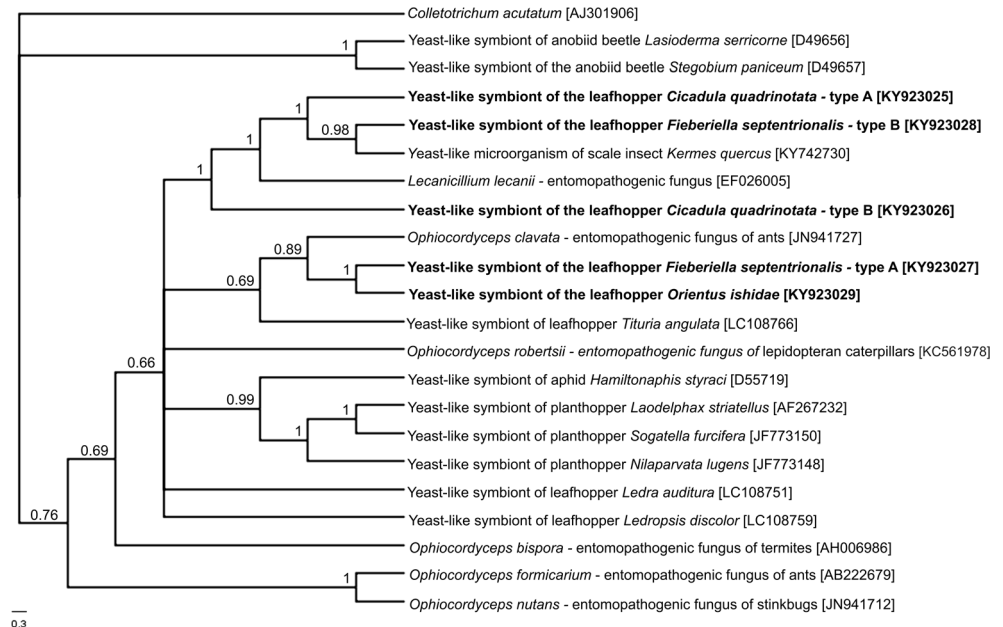 Colletotrichum acutatum [AJ301906]
1
Yeast-like symbiont of anobiid beetle Lasioderma serricorne [D49656]
Yeast-like symbiont of the anobiid beetle Stegobium paniceum [D49657]
1
Yeast-like symbiont of the leafhopper Cicadula quadrinotata - type A [KY923025]
0.98
Yeast-like symbiont of the leafhopper Fieberiella septentrionalis - type B [KY923028]
1
Yeast-like microorganism of scale insect Kermes quercus [KY742730]
1
Lecanicillium lecanii - entomopathogenic fungus [EF026005]
Yeast-like symbiont of the leafhopper Cicadula quadrinotata - type B [KY923026]
Ophiocordyceps clavata - entomopathogenic fungus of ants [JN941727]
0.89
1
Yeast-like symbiont of the leafhopper Fieberiella septentrionalis - type A [KY923027]
0.69
Yeast-like symbiont of the leafhopper Orientus ishidae [KY923029]
Yeast-like symbiont of leafhopper Tituria angulata [LC108766]
Ophiocordyceps robertsii - entomopathogenic fungus of lepidopteran caterpillars [KC561978]
0.66
Yeast-like symbiont of aphid Hamiltonaphis styraci [D55719]
0.99
1
Yeast-like symbiont of planthopper Laodelphax striatellus [AF267232]
1
Yeast-like symbiont of planthopper Sogatella furcifera [JF773150]
0.69
Yeast-like symbiont of planthopper Nilaparvata lugens [JF773148]
Yeast-like symbiont of leafhopper Ledra auditura [LC108751]
0.76
Yeast-like symbiont of leafhopper Ledropsis discolor [LC108759]
Ophiocordyceps bispora - entomopathogenic fungus of termites [AH006986]
1
Ophiocordyceps formicarium - entomopathogenic fungus of ants [AB222679]
Ophiocordyceps nutans - entomopathogenic fungus of stinkbugs [JN941712]
0.3